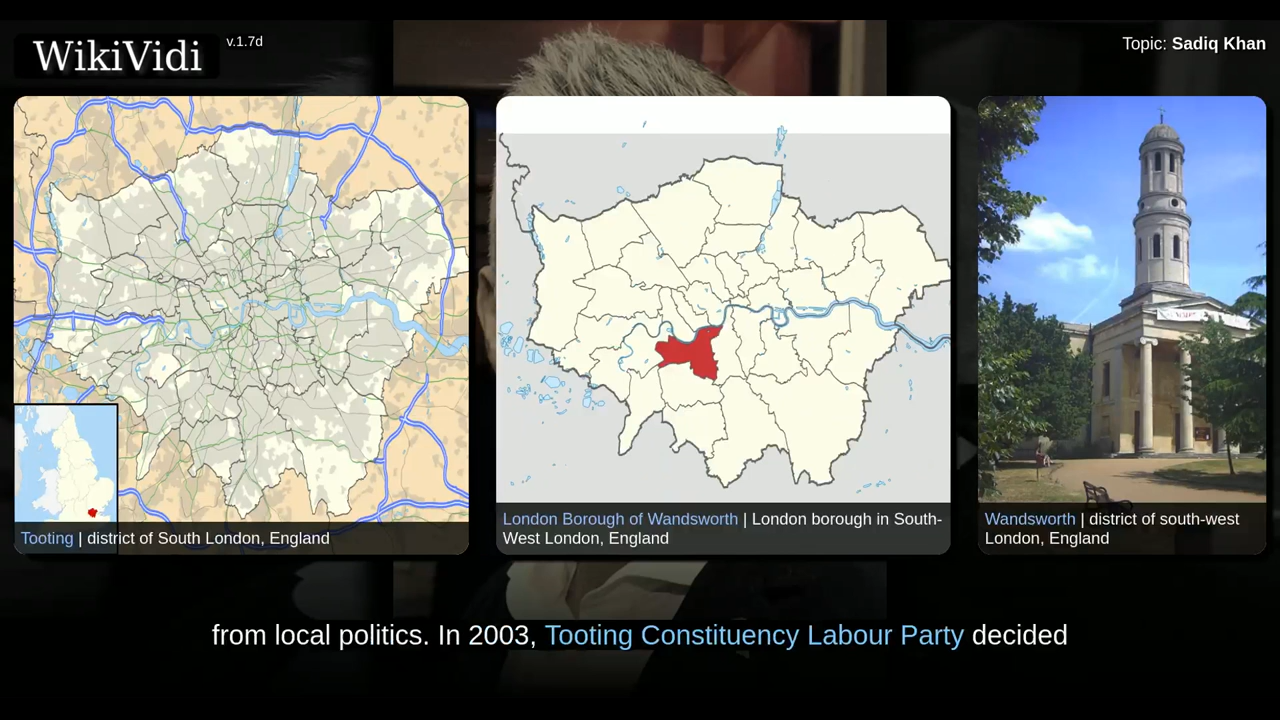 WikiVidi
v.1.7d
Topic: Sadiq Khan
Tooting | district of South London, England
London Borough of Wandsworth | London borough in South-
West London, England
Wandsworth | district of south-west
London, England
from local politics. In 2003, Tooting Constituency Labour Party decided